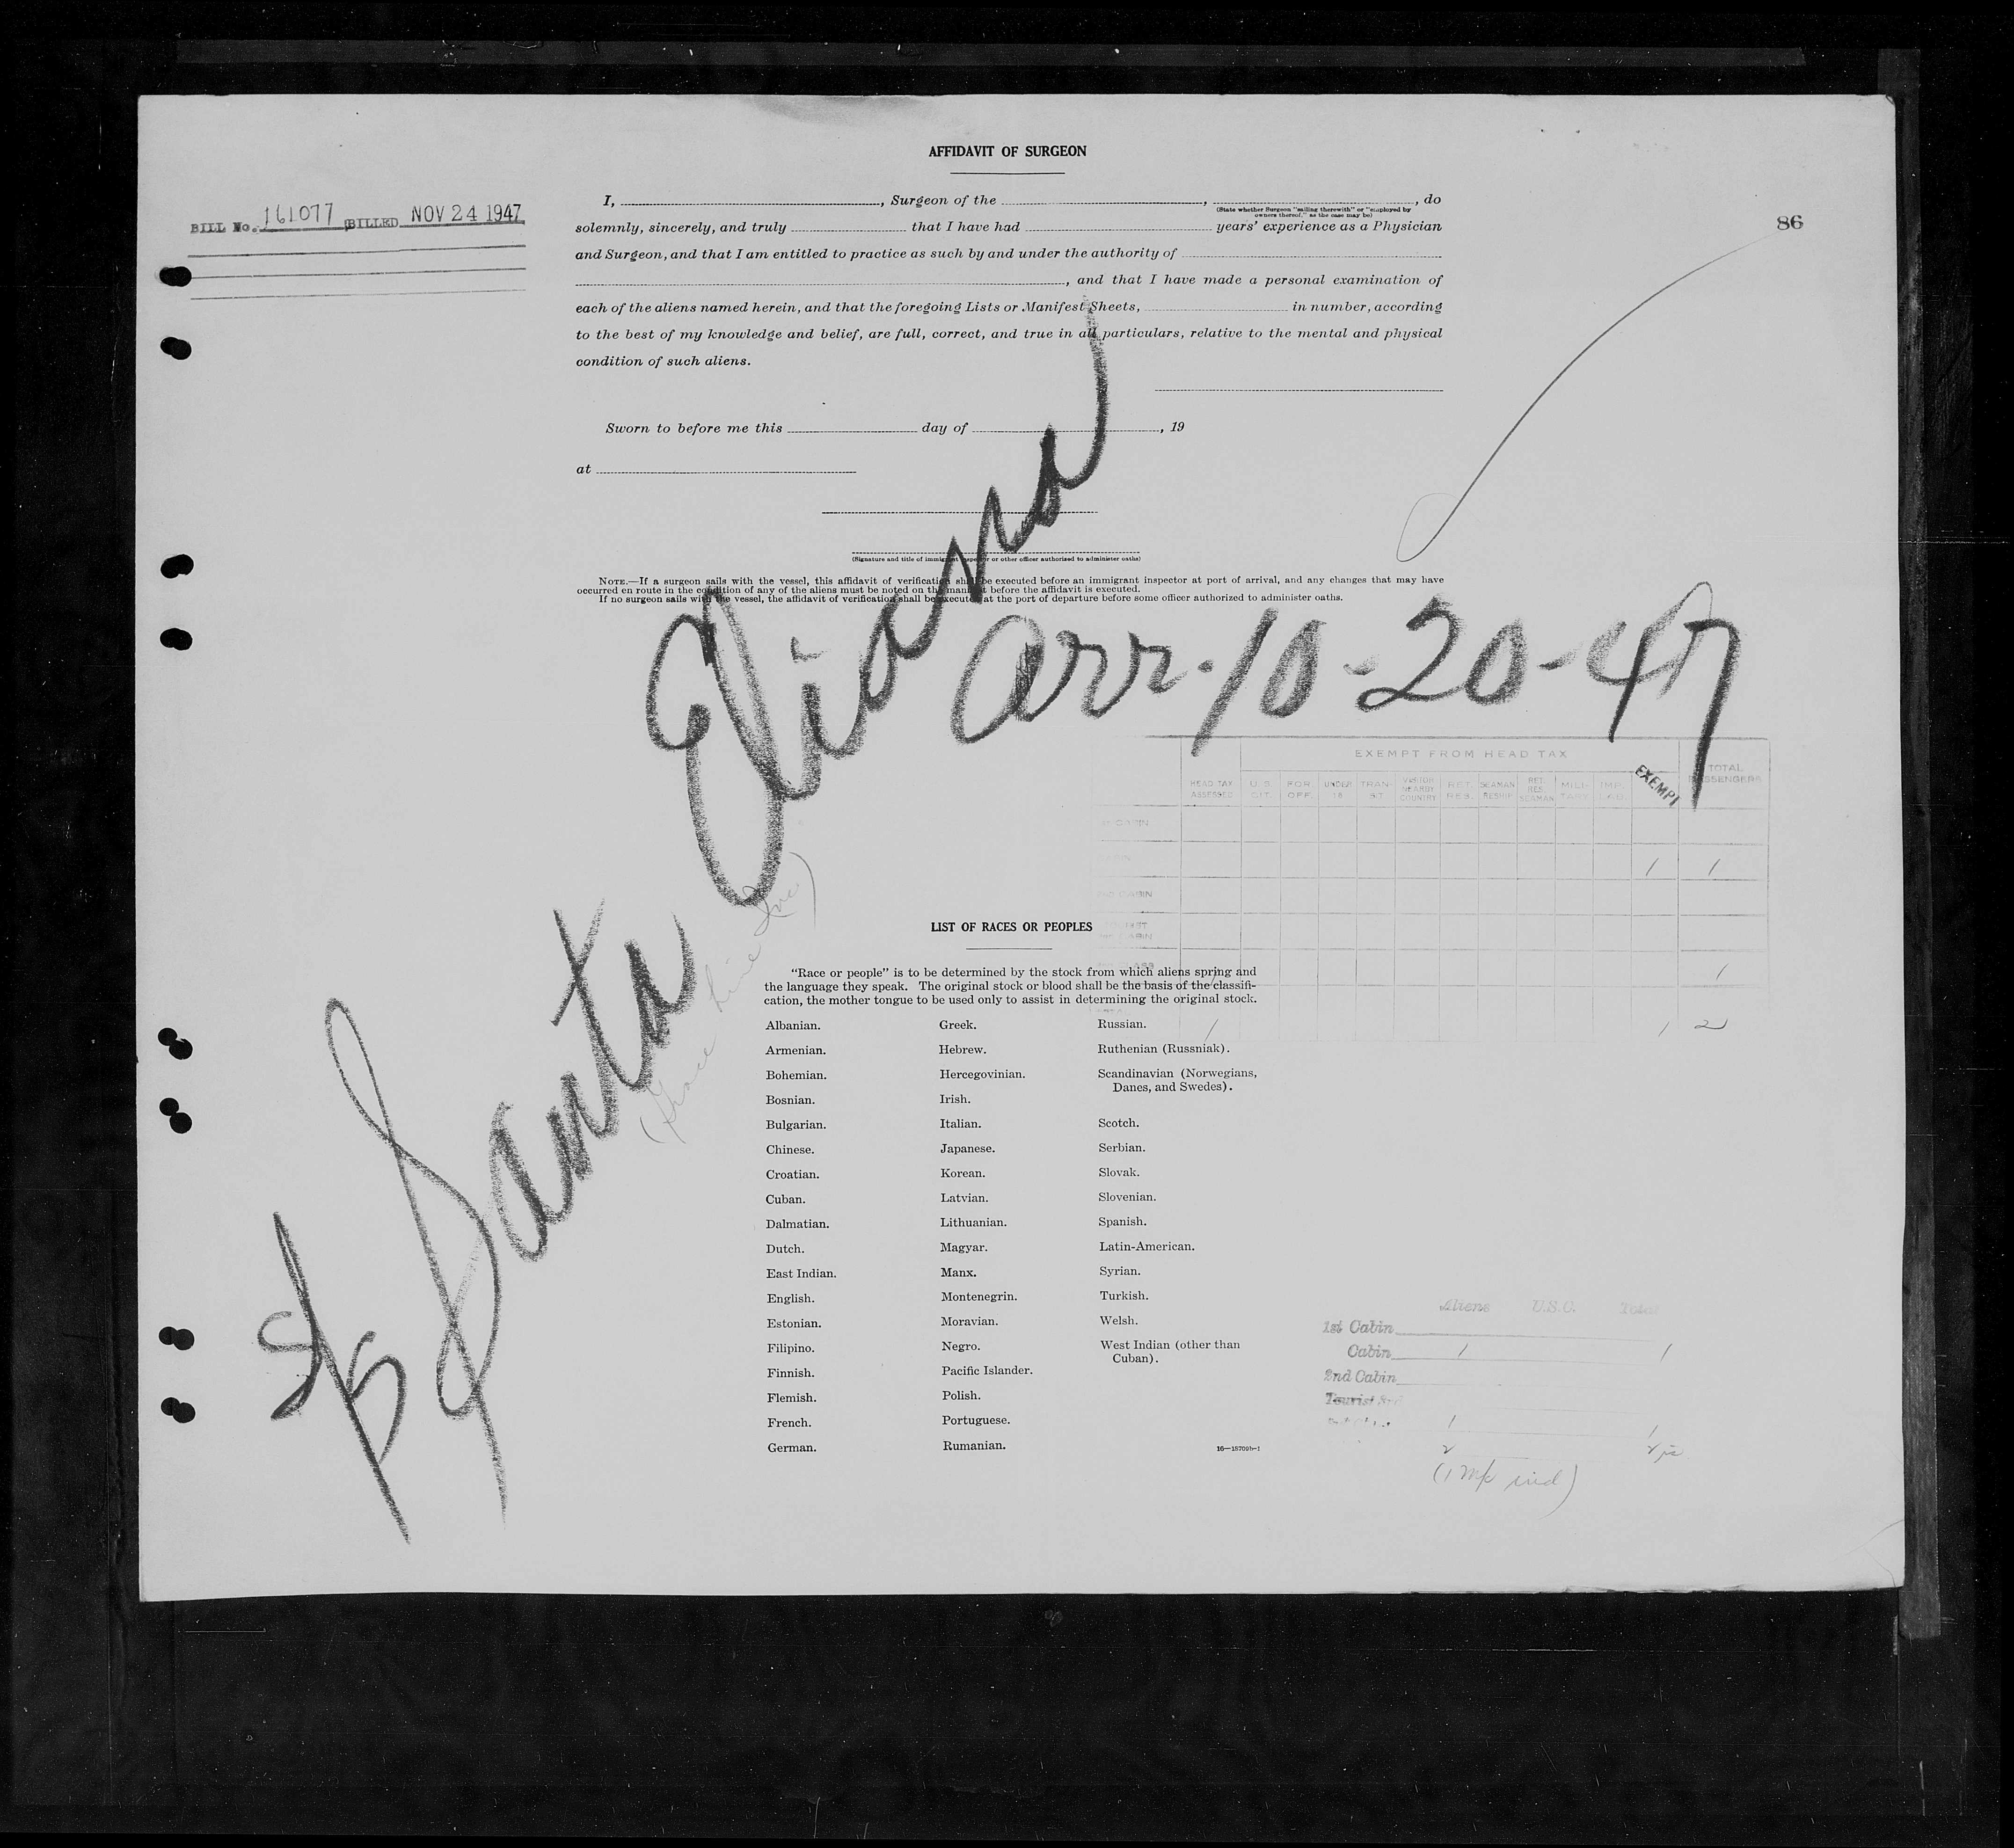 AFFIDAVIT OF SURGEON
BILL No. 161077 BILLED NOV 24 1947
86
I, , Surgeon of the , , do
(State whether Surgeon "sailing therewith" or "employed by
owners thereof," as the case may be)
solemnly, sincerely, and truly that I have had years' experience as a Physician
and Surgeon, and that I am entitled to practice as such by and under the authority of
, and that I have made a personal examination of
each of the aliens named herein, and that the foregoing Lists or Manifest Sheets, in number, according
to the best of my knowledge and belief, are full, correct, and true in all particulars, relative to the mental and physical
condition of such aliens.
Sworn to before me this day of , 19
at
(Signature and title of immigrant inspector or other officer authorized to administer oaths)
NOTE.—If a surgeon sails with the vessel, this affidavit of verification shall be executed before an immigrant inspector at port of arrival, and any changes that may have
occurred en route in the condition of any of the aliens must be noted on the manifest before the affidavit is executed.
If no surgeon sails with the vessel, the affidavit of verification shall be executed at the port of departure before some officer authorized to administer oaths.
S/S Santa Eliana
arr. 10-20-47
(Grace Line Inc)
EXEMPT FROM HEAD TAX
HEAD TAX ASSESSED U.S. CIT. FOR OFF. UNDER 16 TRANSIT VISITOR NEARBY COUNTRY RET. RES. SEAMAN RESHIP RET. RES. SEAMAN MILITARY IMP. EXEMPT TOTAL PASSENGERS
CABIN
1 1
2ND CABIN
1 1
1 1 2
LIST OF RACES OR PEOPLES
"Race or people" is to be determined by the stock from which aliens spring and
the language they speak. The original stock or blood shall be the basis of the classifi-
cation, the mother tongue to be used only to assist in determining the original stock.
Albanian. Greek. Russian.
Armenian. Hebrew. Ruthenian (Russniak).
Bohemian. Hercegovinian. Scandinavian (Norwegians,
Danes, and Swedes).
Bosnian. Irish.
Bulgarian. Italian. Scotch.
Chinese. Japanese. Serbian.
Croatian. Korean. Slovak.
Cuban. Latvian. Slovenian.
Dalmatian. Lithuanian. Spanish.
Dutch. Magyar. Latin-American.
East Indian. Manx. Syrian.
English. Montenegrin. Turkish.
Estonian. Moravian. Welsh.
Filipino. Negro. West Indian (other than
Cuban).
Finnish. Pacific Islander.
Flemish. Polish.
French. Portuguese.
German. Rumanian.
Aliens U.S.C. Total
1st Cabin
Cabin 1 1
2nd Cabin
Tourist 3rd
1 1
2 2